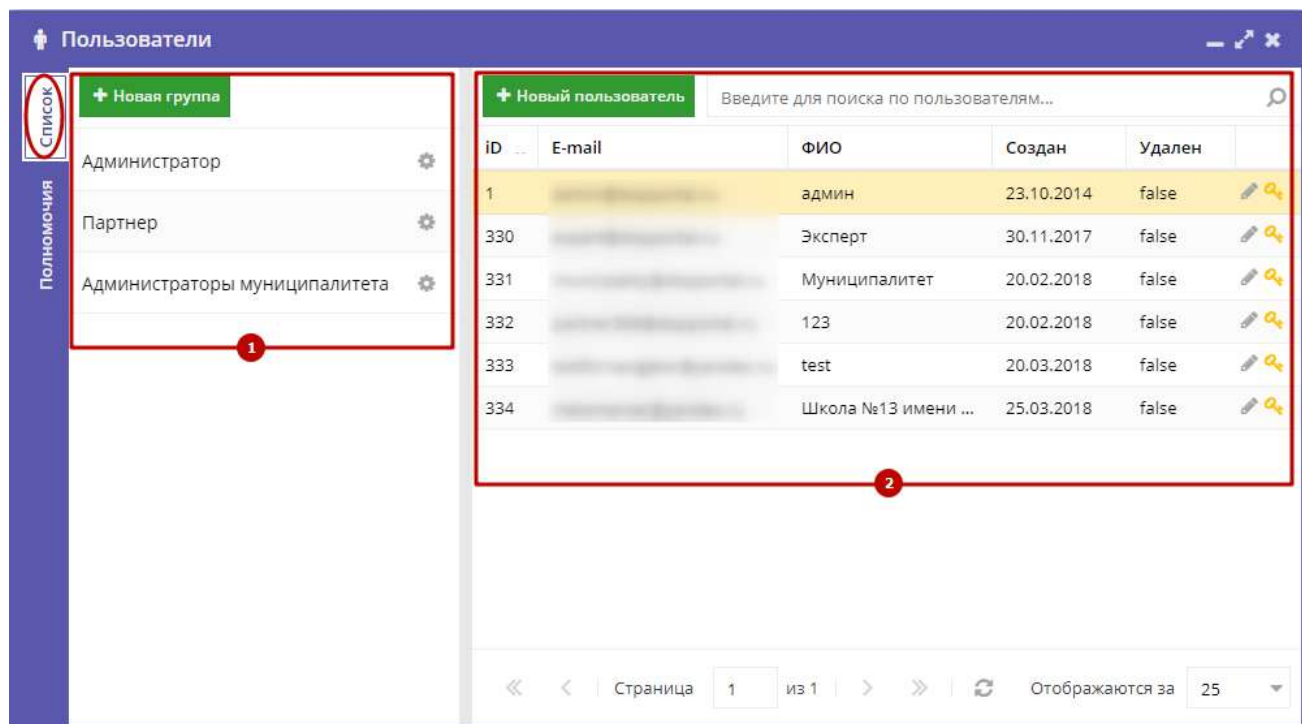 Пользователи
Список
Полномочия
+ Новая группа
Администратор
Партнер
Администраторы муниципалитета
1
+ Новый пользователь
Введите для поиска по пользователям...
iD ... E-mail ФИО Создан Удален
1 админ 23.10.2014 false
330 Эксперт 30.11.2017 false
331 Муниципалитет 20.02.2018 false
332 123 20.02.2018 false
333 test 20.03.2018 false
334 Школа №13 имени ... 25.03.2018 false
2
Страница 1 из 1 Отображаются за 25